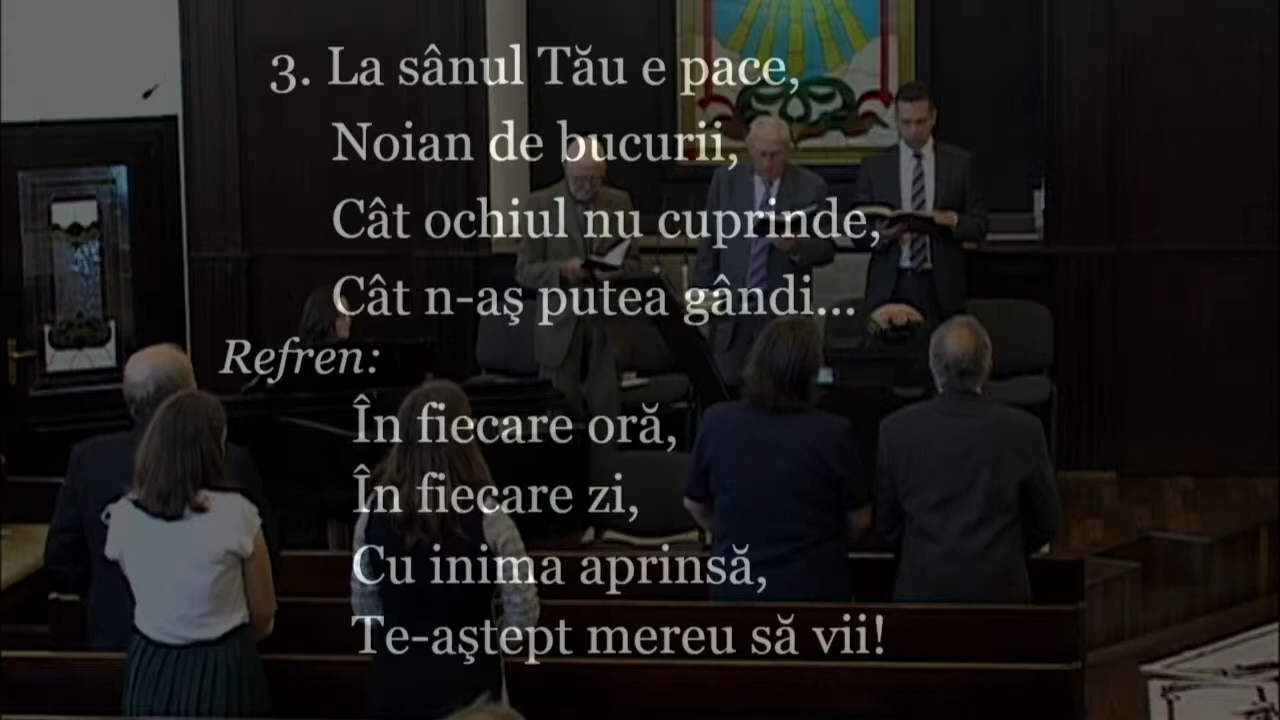 3. La sânul Tău e pace,
Noian de bucurii,
Cât ochiul nu cuprinde,
Cât n-aş putea gândi...
Refren:
În fiecare oră,
În fiecare zi,
Cu inima aprinsă,
Te-aştept mereu să vii!